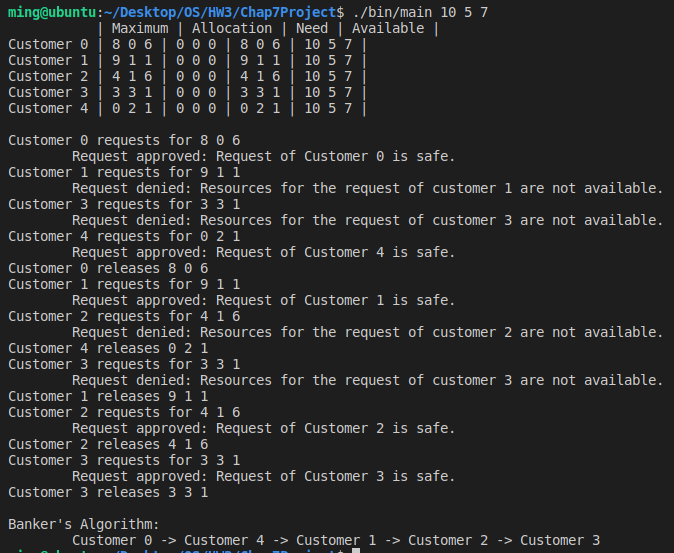 ming@ubuntu:~/Desktop/OS/HW3/Chap7Project$ ./bin/main 10 5 7
| Maximum | Allocation | Need | Available |
Customer 0 | 8 0 6 | 0 0 0 | 8 0 6 | 10 5 7 |
Customer 1 | 9 1 1 | 0 0 0 | 9 1 1 | 10 5 7 |
Customer 2 | 4 1 6 | 0 0 0 | 4 1 6 | 10 5 7 |
Customer 3 | 3 3 1 | 0 0 0 | 3 3 1 | 10 5 7 |
Customer 4 | 0 2 1 | 0 0 0 | 0 2 1 | 10 5 7 |
Customer 0 requests for 8 0 6
Request approved: Request of Customer 0 is safe.
Customer 1 requests for 9 1 1
Request denied: Resources for the request of customer 1 are not available.
Customer 3 requests for 3 3 1
Request denied: Resources for the request of customer 3 are not available.
Customer 4 requests for 0 2 1
Request approved: Request of Customer 4 is safe.
Customer 0 releases 8 0 6
Customer 1 requests for 9 1 1
Request approved: Request of Customer 1 is safe.
Customer 2 requests for 4 1 6
Request denied: Resources for the request of customer 2 are not available.
Customer 4 releases 0 2 1
Customer 3 requests for 3 3 1
Request denied: Resources for the request of customer 3 are not available.
Customer 1 releases 9 1 1
Customer 2 requests for 4 1 6
Request approved: Request of Customer 2 is safe.
Customer 2 releases 4 1 6
Customer 3 requests for 3 3 1
Request approved: Request of Customer 3 is safe.
Customer 3 releases 3 3 1
Banker's Algorithm:
Customer 0 -> Customer 4 -> Customer 1 -> Customer 2 -> Customer 3
ming@ubuntu:~/Desktop/OS/HW3/Chap7Project$